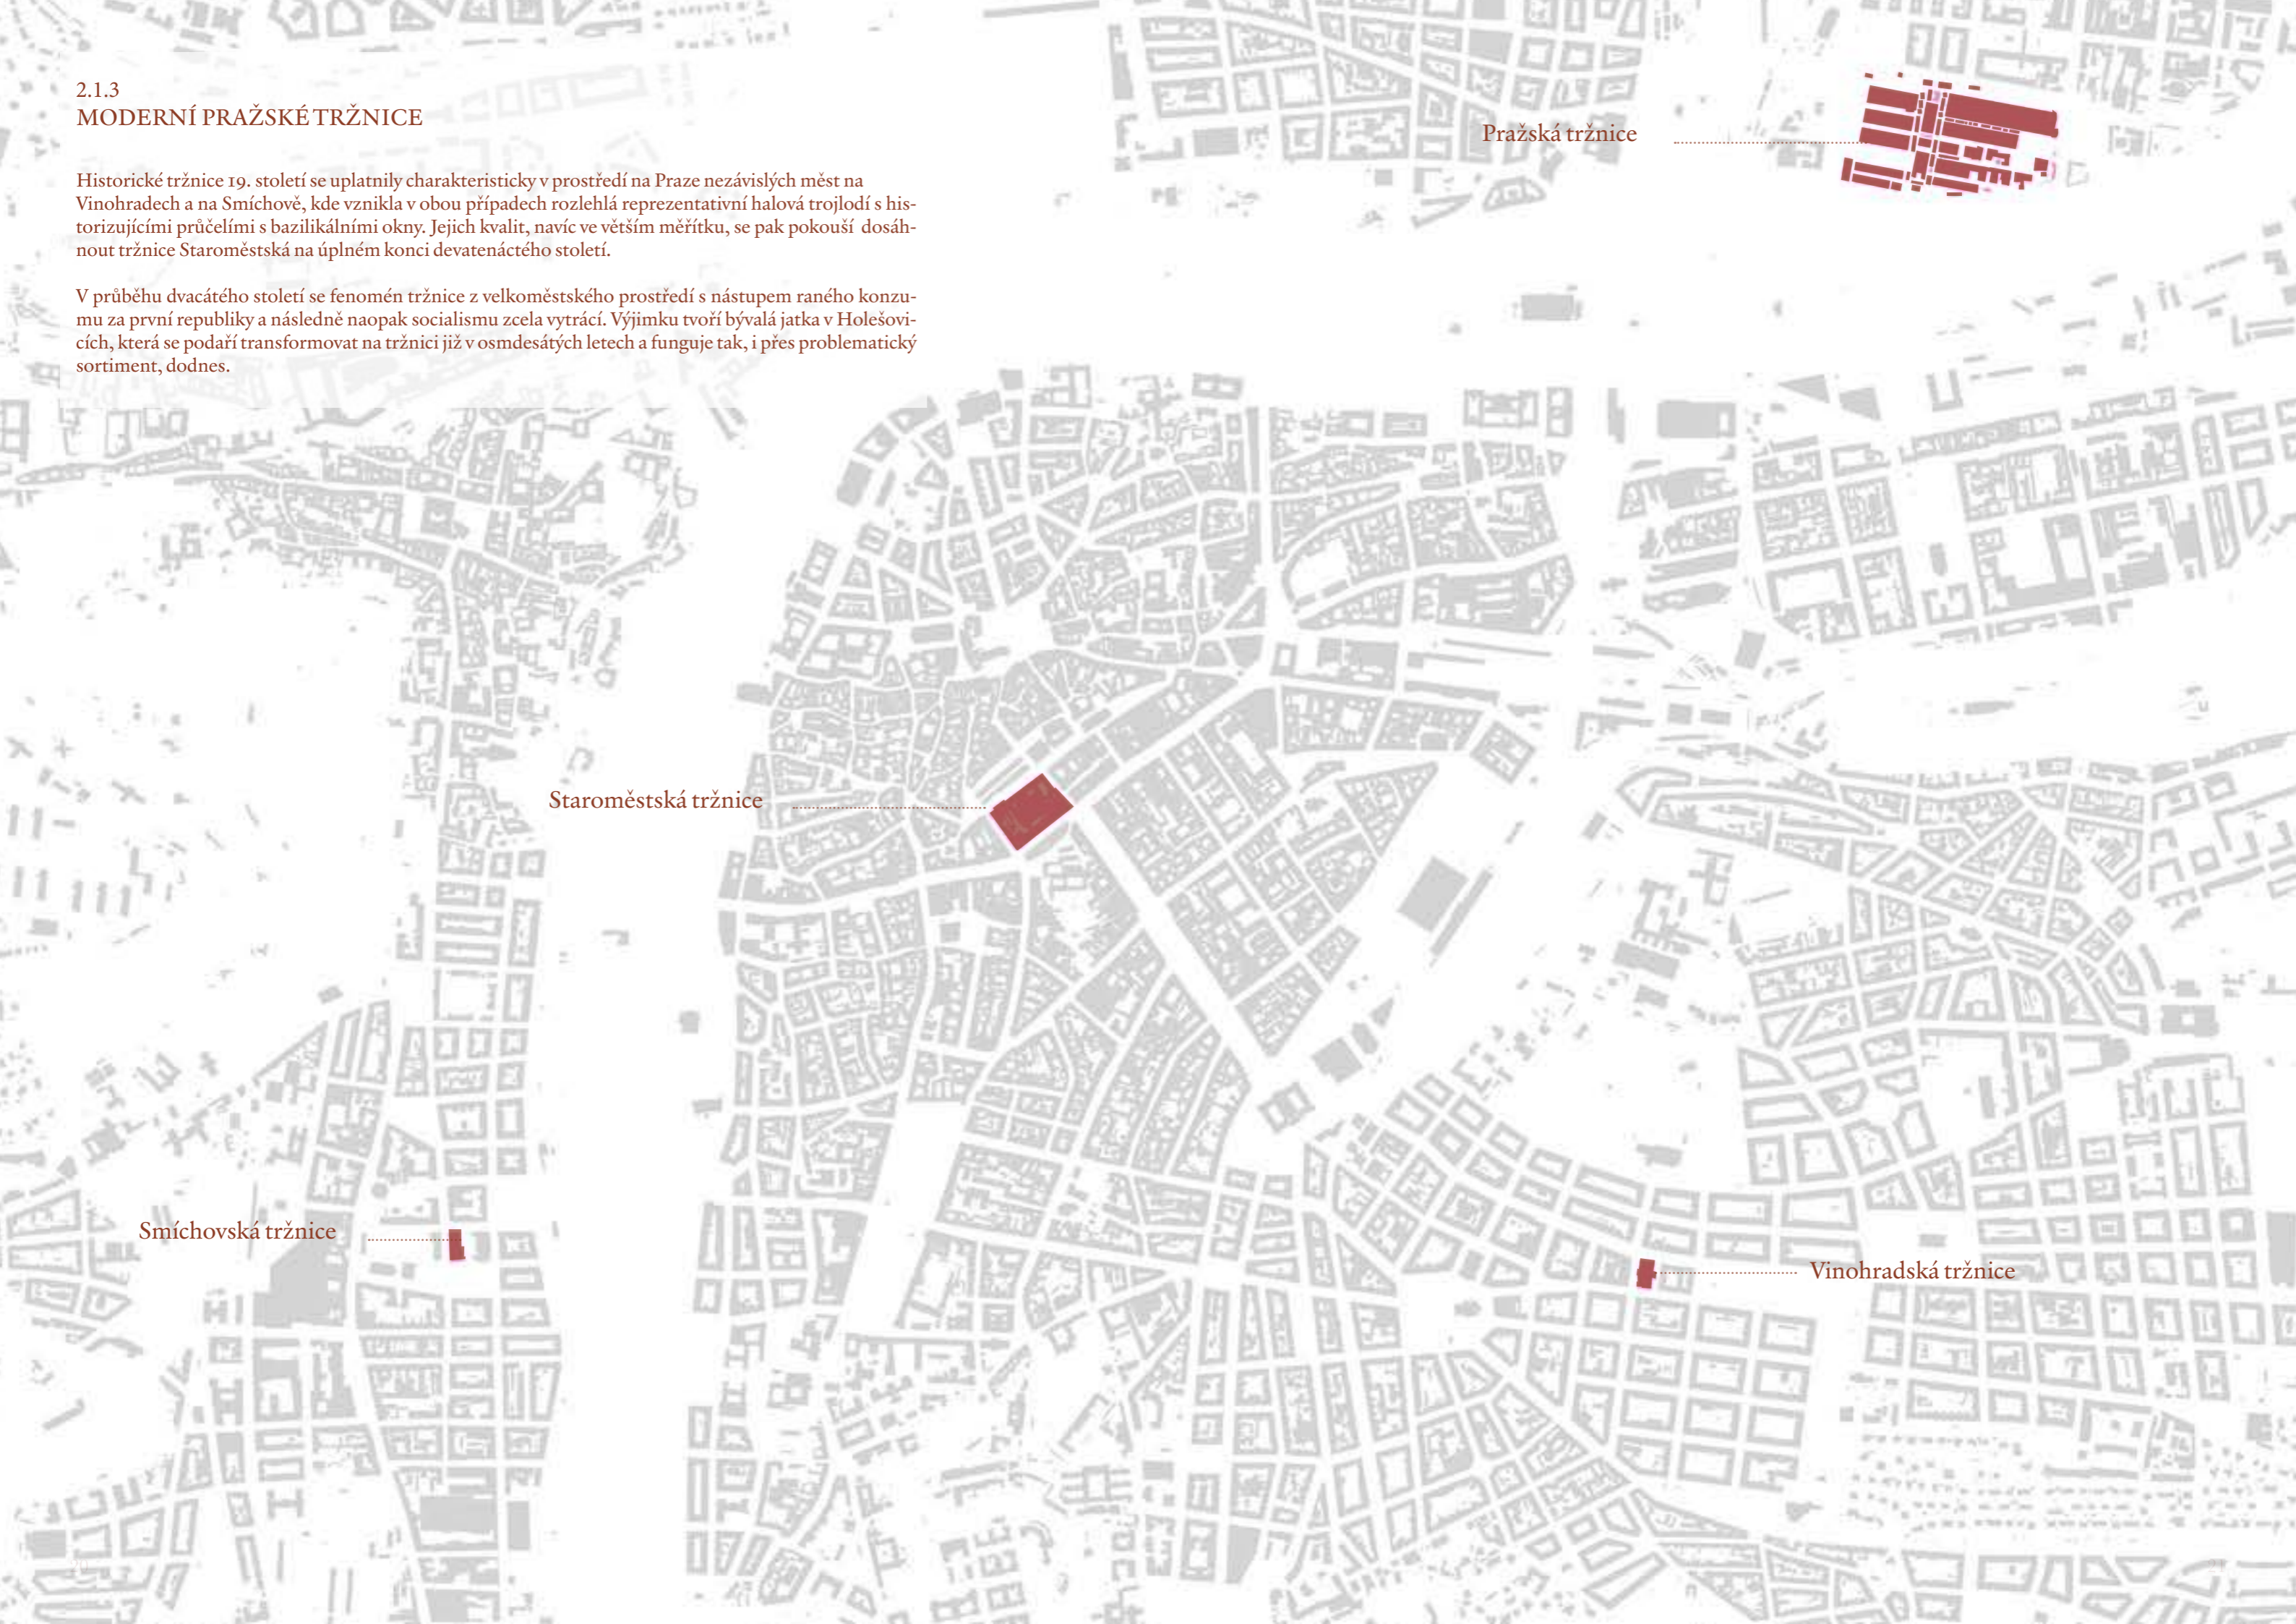 2.1.3
MODERNÍ PRAŽSKÉ TRŽNICE
Historické tržnice 19. století se uplatnily charakteristicky v prostředí na Praze nezávislých měst na
Vinohradech a na Smíchově, kde vznikla v obou případech rozlehlá reprezentativní halová trojlodí s his-
torizujícími průčelími s bazilikálními okny. Jejich kvalit, navíc ve větším měřítku, se pak pokouší dosáh-
nout tržnice Staroměstská na úplném konci devatenáctého století.
V průběhu dvacátého století se fenomén tržnice z velkoměstského prostředí s nástupem raného konzu-
mu za první republiky a následně naopak socialismu zcela vytrácí. Výjimku tvoří bývalá jatka v Holešovi-
cích, která se podaří transformovat na tržnici již v osmdesátých letech a funguje tak, i přes problematický
sortiment, dodnes.
Pražská tržnice
Staroměstská tržnice
Smíchovská tržnice
Vinohradská tržnice